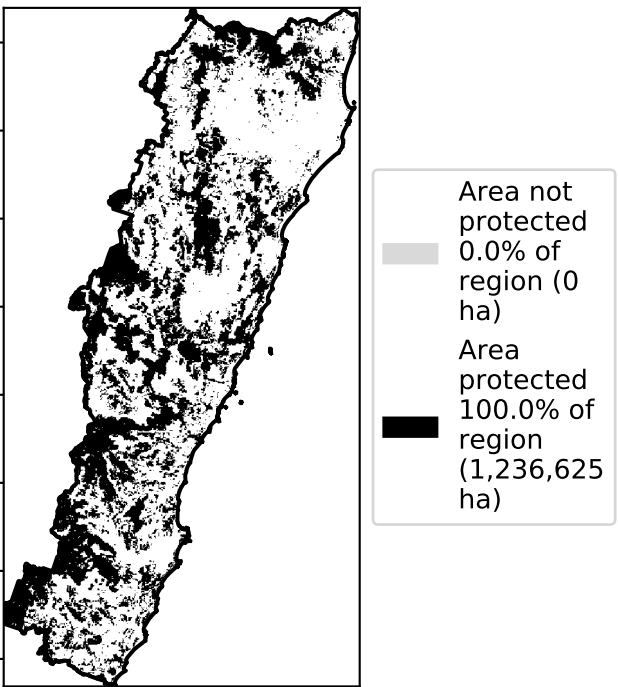 Area not
protected
0.0% of
region (0
ha)
Area
protected
100.0% of
region
(1,236,625
ha)